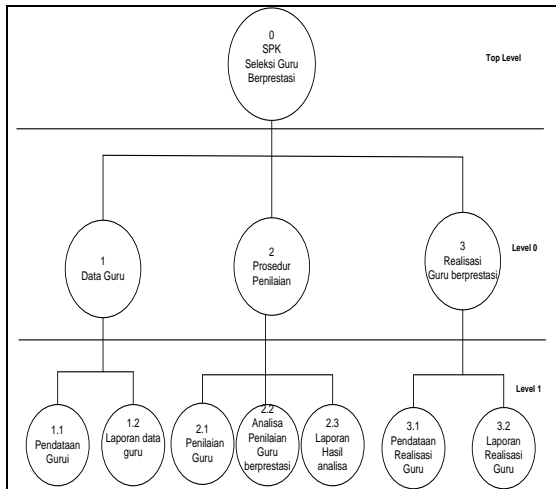 0
SPK
Seleksi Guru
Berprestasi
Top Level
1
Data Guru
2
Prosedur
Penilaian
3
Realisasi
Guru berprestasi
Level 0
Level 1
1.1
Pendataan
Gurui
1.2
Laporan data
guru
2.1
Penilaian
Guru
2.2
Analisa
Penilaian
Guru
berprestasi
2.3
Laporan
Hasil
analisa
3.1
Pendataan
Realisasi
Guru
3.2
Laporan
Realisasi
Guru